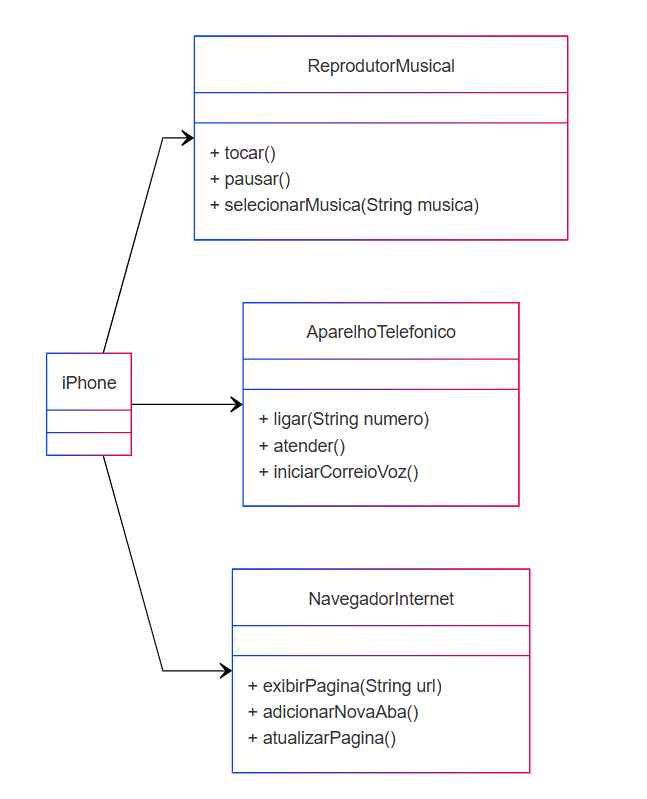 ReprodutorMusical
+ tocar()
+ pausar()
+ selecionarMusica(String musica)
iPhone
AparelhoTelefonico
+ ligar(String numero)
+ atender()
+ iniciarCorreioVoz()
NavegadorInternet
+ exibirPagina(String url)
+ adicionarNovaAba()
+ atualizarPagina()